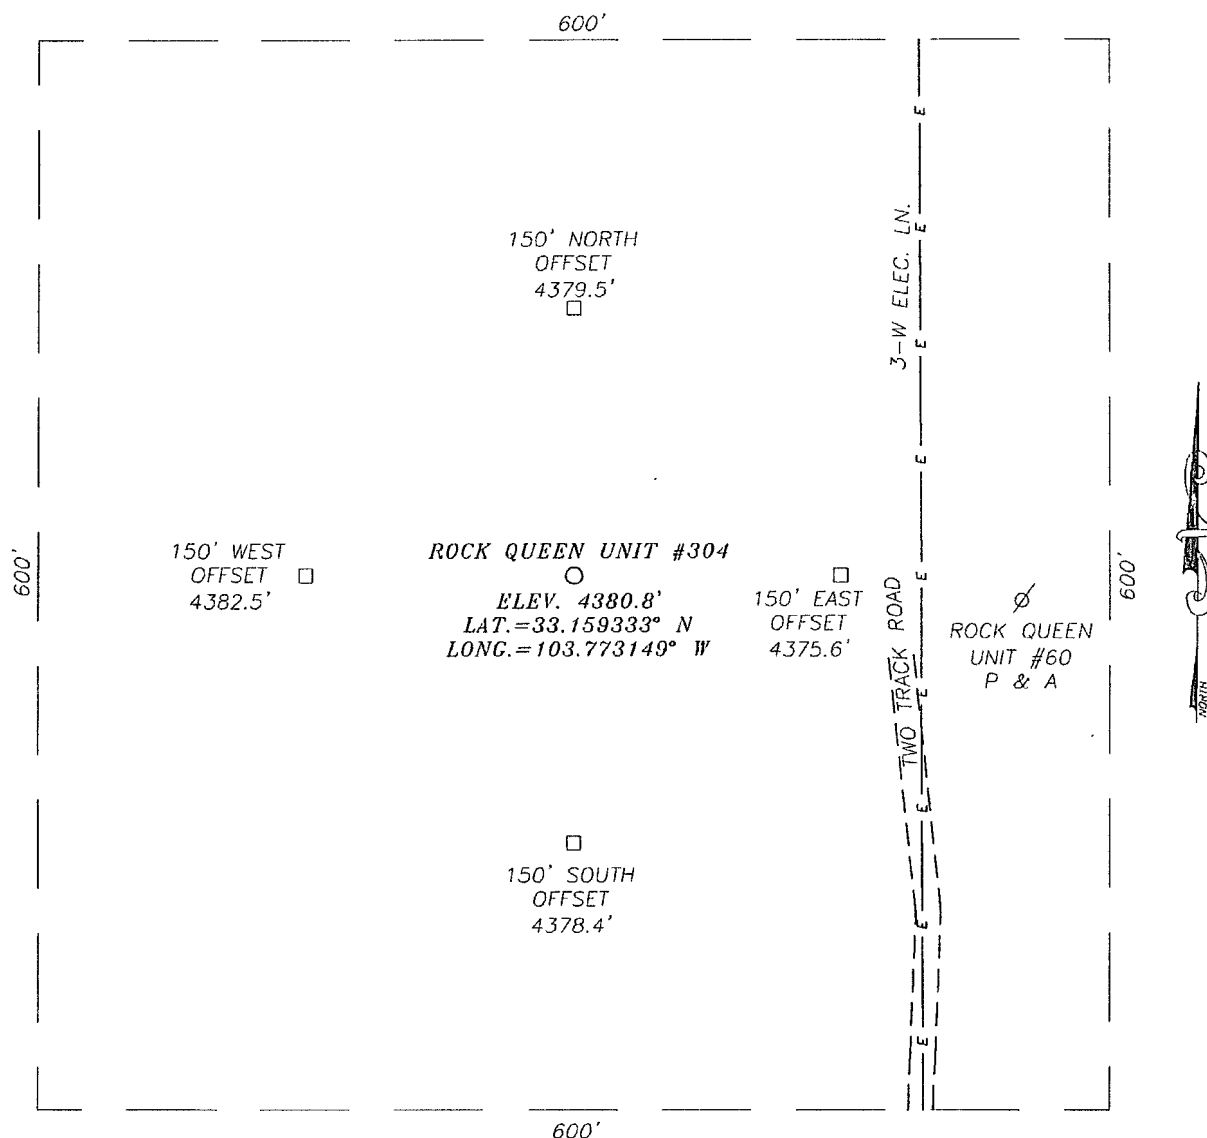 600'
150' NORTH
OFFSET
4379.5'
3-W ELEC. LN.
E
E
E
E
E
E
E
E
E
600'
150' WEST
OFFSET
4382.5'
ROCK QUEEN UNIT #304
ELEV. 4380.8'
LAT.=33.159333° N
LONG.=103.773149° W
150' EAST
OFFSET
4375.6'
TWO TRACK ROAD
ROCK QUEEN
UNIT #60
P & A
600'
NORTH
150' SOUTH
OFFSET
4378.4'
600'